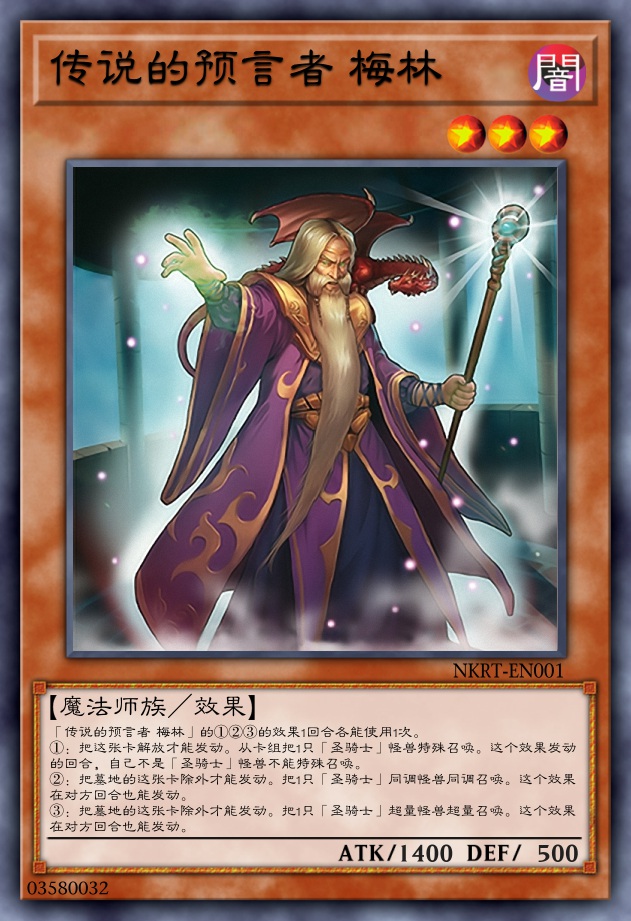 传说的预言者 梅林
闇
NKRT-EN001
【魔法师族／效果】
「传说的预言者 梅林」的①②③的效果1回合各能使用1次。
①：把这张卡解放才能发动。从卡组把1只「圣骑士」怪兽特殊召唤。这个效果发动
的回合，自己不是「圣骑士」怪兽不能特殊召唤。
②：把墓地的这张卡除外才能发动。把1只「圣骑士」同调怪兽同调召唤。这个效果
在对方回合也能发动。
③：把墓地的这张卡除外才能发动。把1只「圣骑士」超量怪兽超量召唤。这个效果
在对方回合也能发动。
ATK/1400 DEF/ 500
03580032